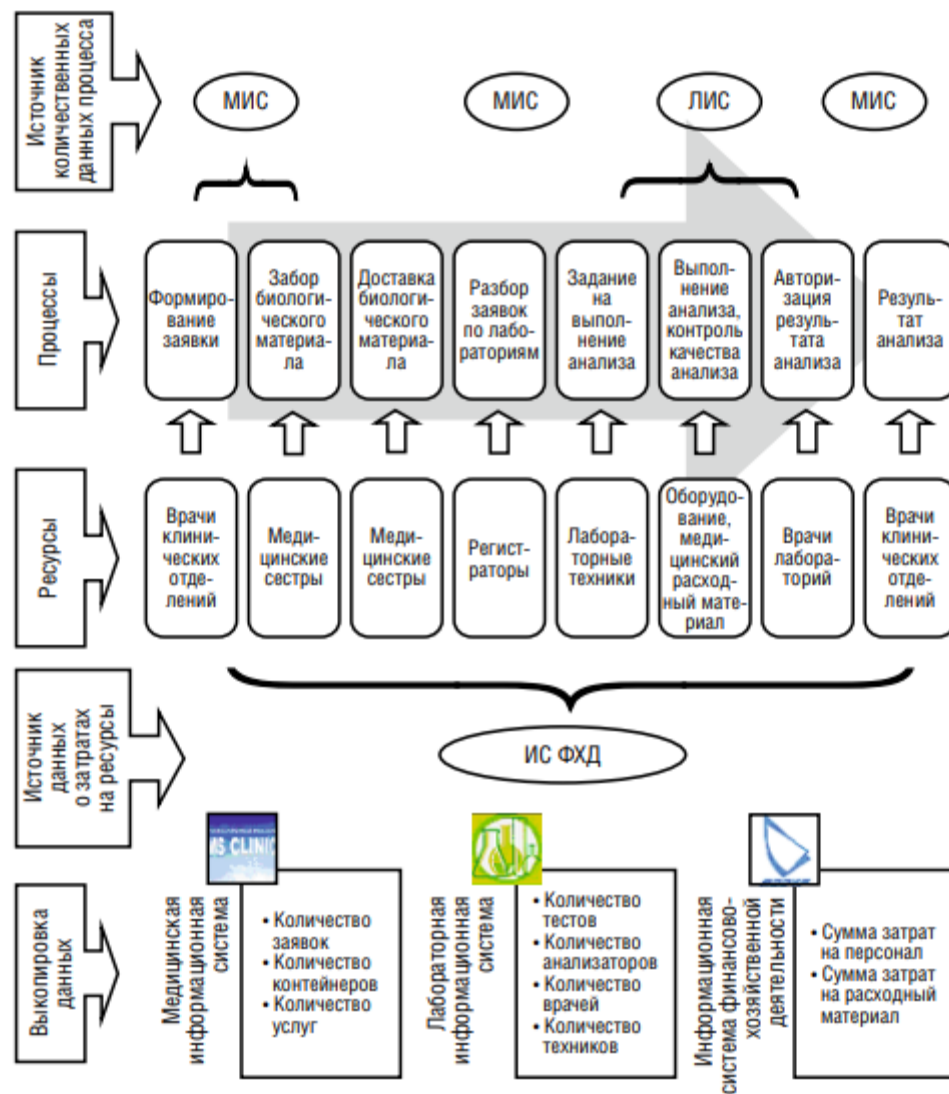 Источник
количественных
данных процесса
МИС
МИС
ЛИС
МИС
Процессы
Формиро-
вание
заявки
Забор
биологи-
ческого
материа-
ла
Доставка
биологи-
ческого
материа-
ла
Разбор
заявок
по лабо-
раториям
Задание
на
выпол-
нение
анализа
Выпол-
нение
анализа,
контроль
качества
анализа
Автори-
зация
резуль-
тата
анализа
Резуль-
тат
анализа
Ресурсы
Врачи
клини-
ческих
отде-
лений
Меди-
цинские
сестры
Меди-
цинские
сестры
Регист-
раторы
Лабора-
торные
техники
Оборудо-
вание,
меди-
цинский
расход-
ный мате-
риал
Врачи
лабора-
торий
Врачи
клини-
ческих
отде-
лений
Источник
данных
о затратах
на ресурсы
ИС ФХД
Выкопировка
данных
MS CLINIC
Медицинская
информационная
система
• Количество
заявок
• Количество
контейнеров
• Количество
услуг
Лабораторная
информационная
система
• Количество
тестов
• Количество
анализаторов
• Количество
врачей
• Количество
техников
Информационная
система финансово-
хозяйственной
деятельности
• Сумма затрат
на персонал
• Сумма затрат
на расходный
материал